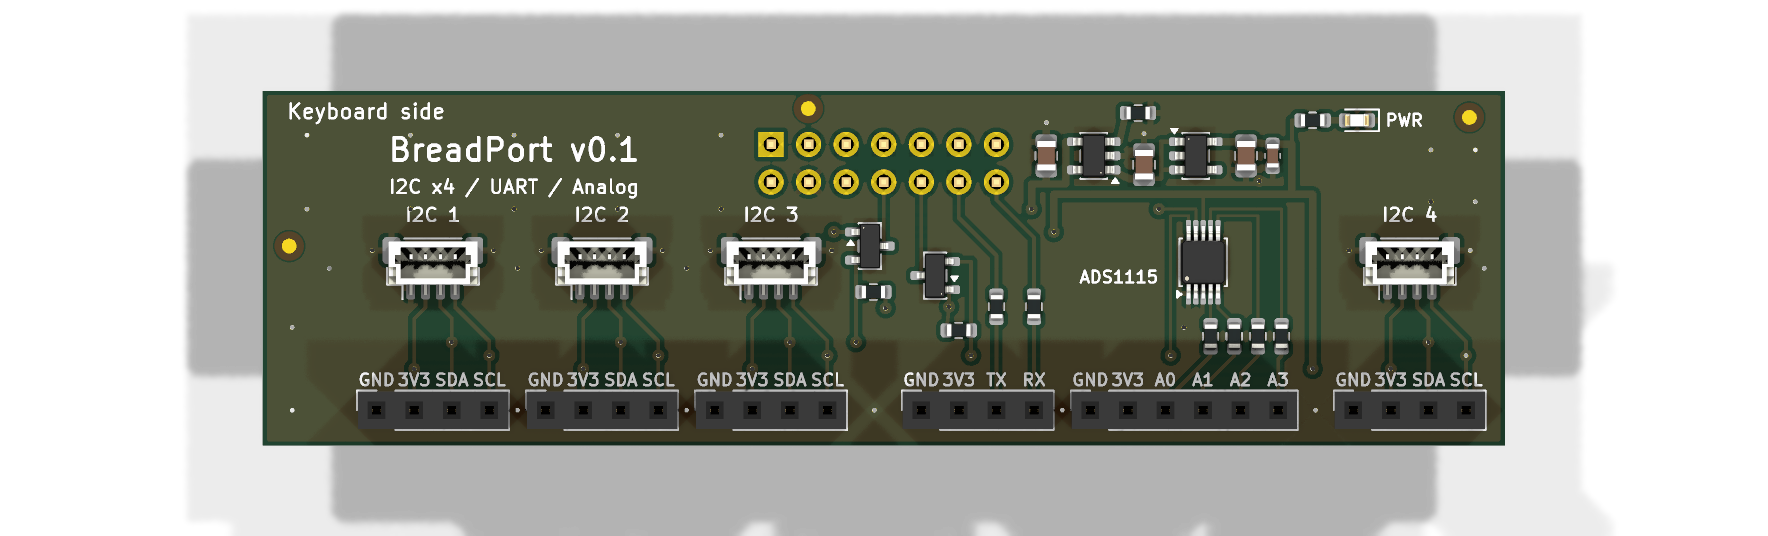 Keyboard side
BreadPort v0.1
I2C x4 / UART / Analog
PWR
I2C 1
I2C 2
I2C 3
I2C 4
ADS1115
GND 3V3 SDA SCL
GND 3V3 SDA SCL
GND 3V3 SDA SCL
GND 3V3 TX RX
GND 3V3 A0 A1 A2 A3
GND 3V3 SDA SCL